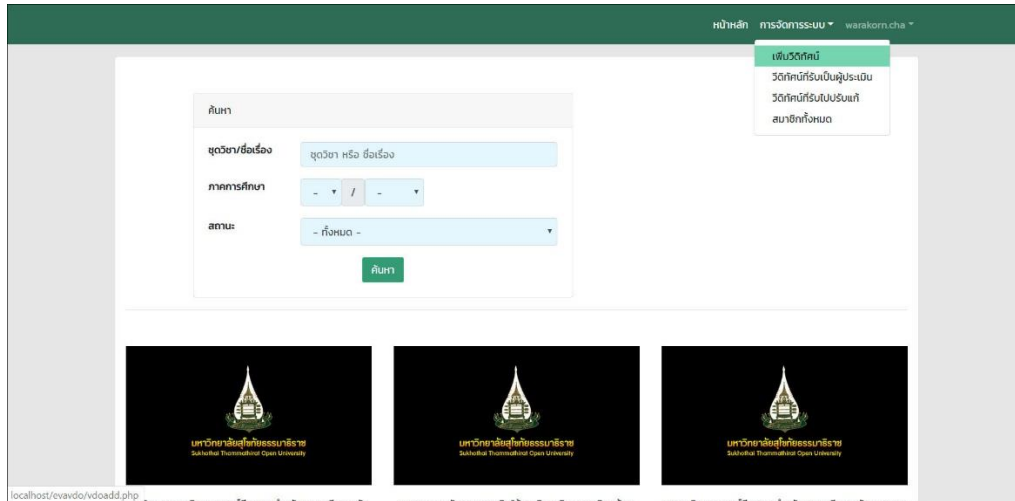 หน้าหลัก การจัดการระบบ warakorn.cha
เพิ่มวีดิทัศน์
วีดิทัศน์ที่รับเป็นผู้ประเมิน
วีดิทัศน์ที่รับไปปรับแก้
สมาชิกทั้งหมด
ค้นหา
ชุดวิชา/ชื่อเรื่อง ชุดวิชา หรือ ชื่อเรื่อง
ภาคการศึกษา - / -
สถานะ - ทั้งหมด -
ค้นหา
มหาวิทยาลัยสุโขทัยธรรมาธิราช
Sukhothai Thammathirat Open University
มหาวิทยาลัยสุโขทัยธรรมาธิราช
Sukhothai Thammathirat Open University
มหาวิทยาลัยสุโขทัยธรรมาธิราช
Sukhothai Thammathirat Open University
localhost/evavdo/vdoadd.php